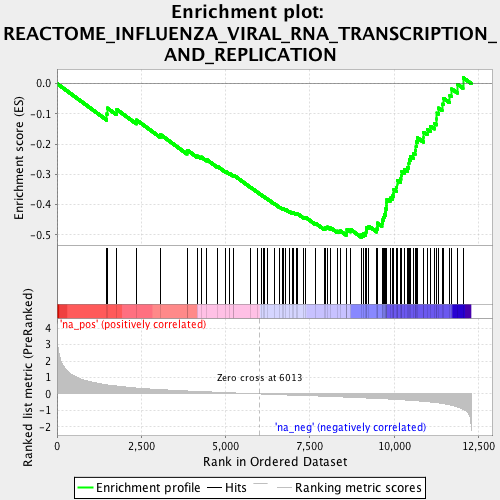 Enrichment plot:
REACTOME_INFLUENZA_VIRAL_RNA_TRANSCRIPTION_
AND_REPLICATION
Enrichment score (ES)
0.0
-0.1
-0.2
-0.3
-0.4
-0.5
'na_pos' (positively correlated)
Ranked list metric (PreRanked)
4
3
2
1
0
-1
-2
Zero cross at 6013
'na_neg' (negatively correlated)
0
2,500
5,000
7,500
10,000
12,500
Rank in Ordered Dataset
Enrichment profile
Hits
Ranking metric scores